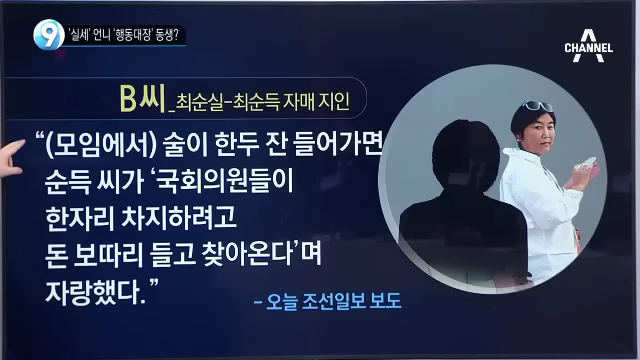 9 '실세' 언니 '행동대장' 동생?
CHANNEL A
B씨_최순실-최순득 자매 지인
“(모임에서) 술이 한두 잔 들어가면
순득 씨가 ‘국회의원들이
한자리 차지하려고
돈 보따리 들고 찾아온다’며
자랑했다.”
- 오늘 조선일보 보도